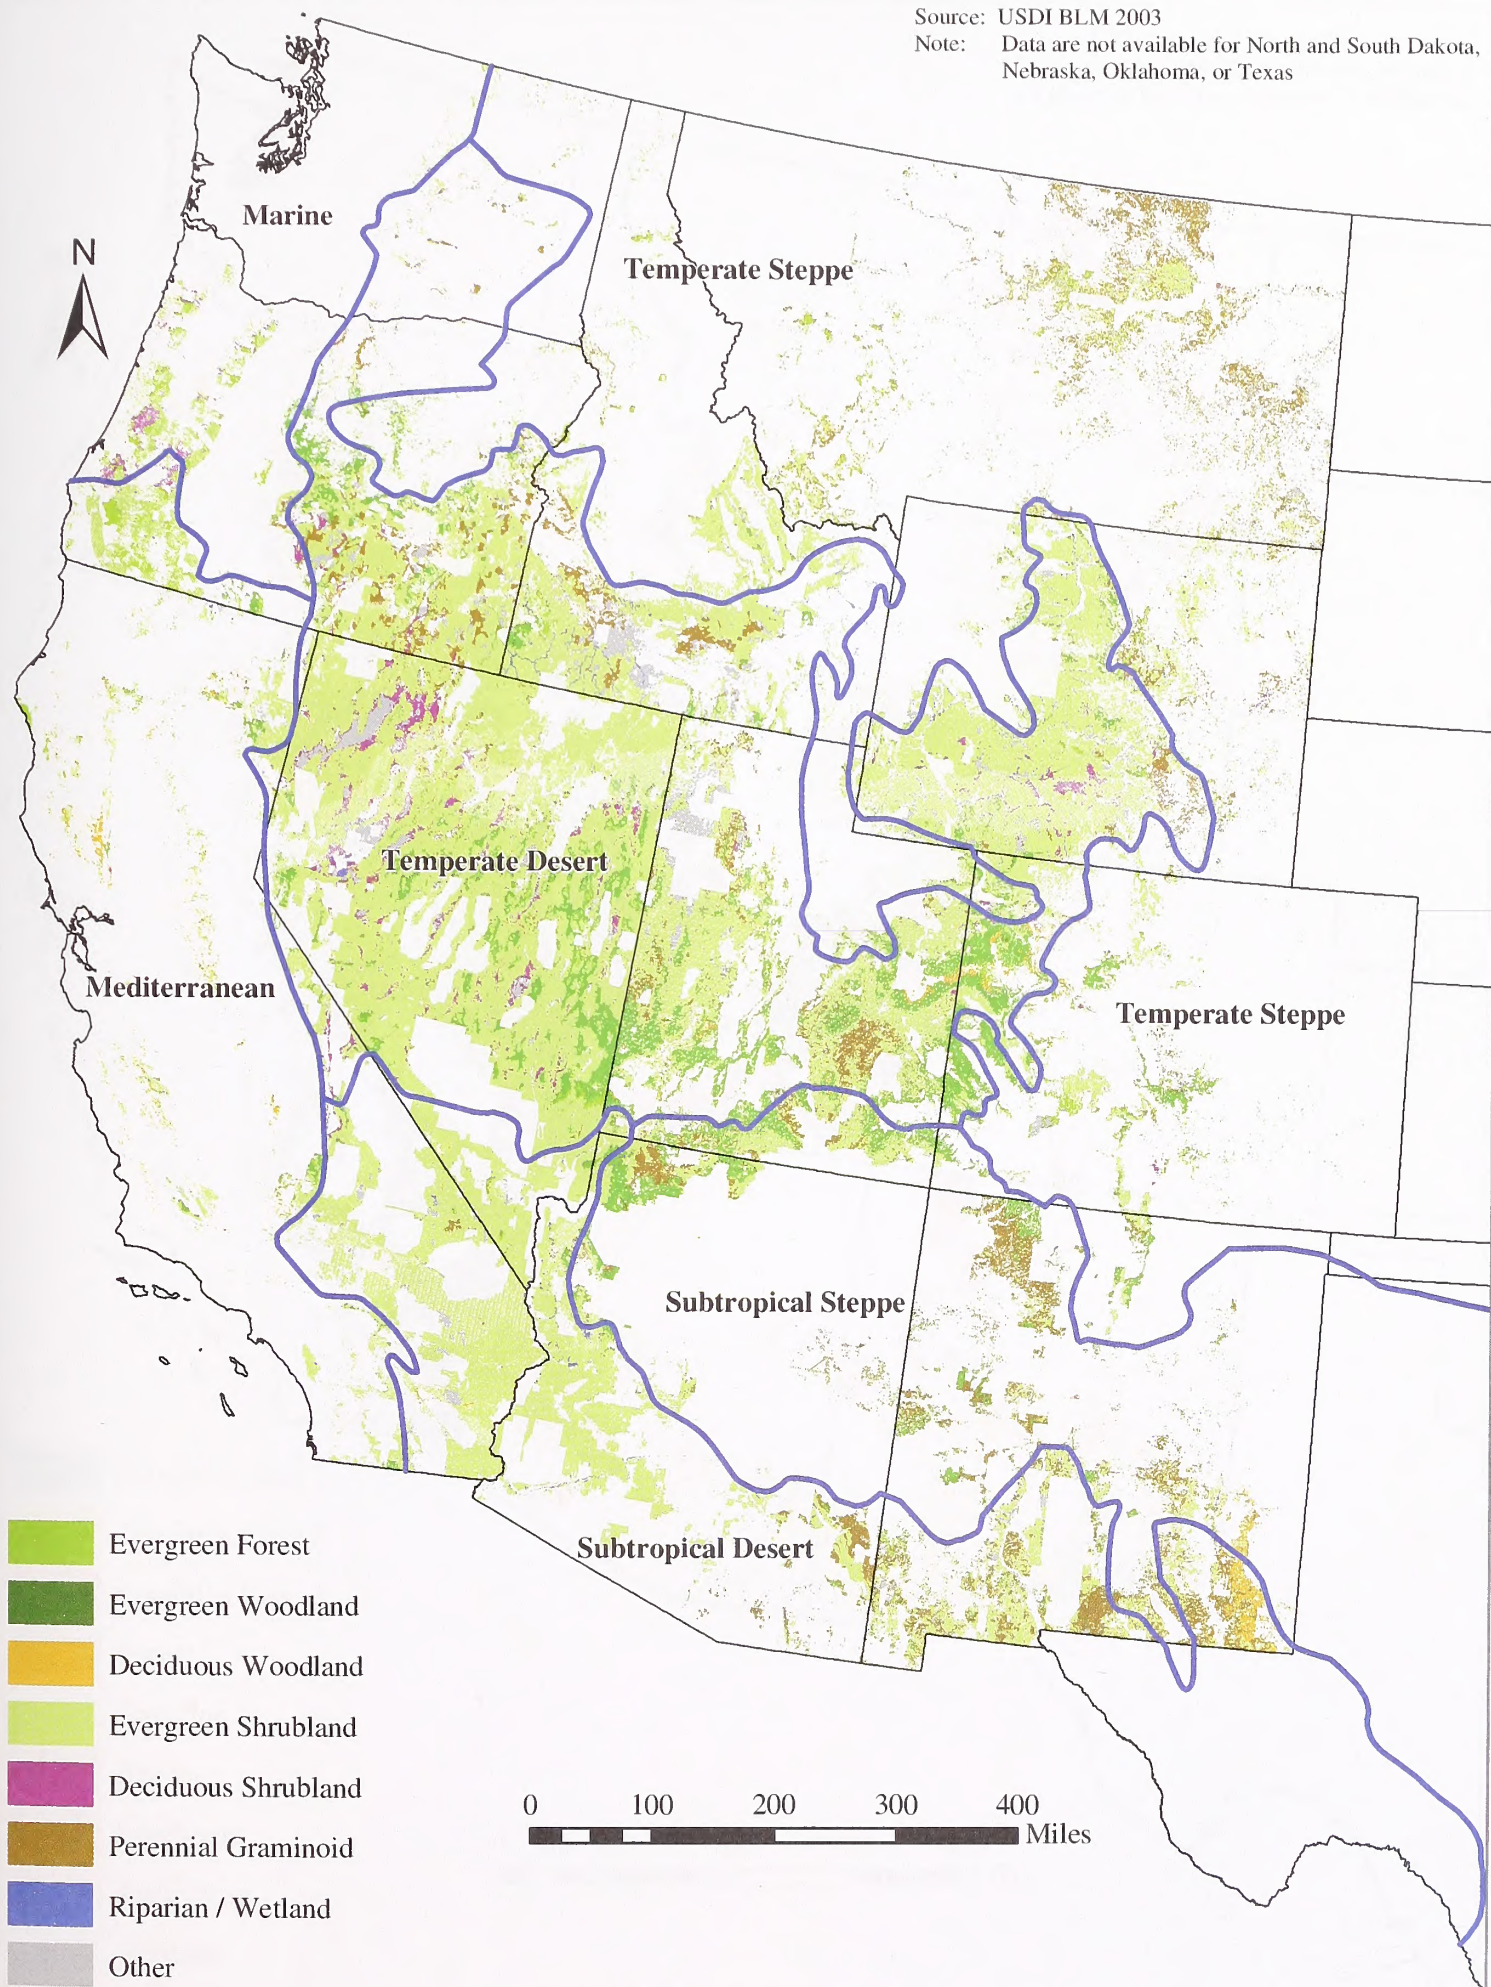 Source: USDI BLM 2003
Note: Data are not available for North and South Dakota,
Nebraska, Oklahoma, or Texas
Marine
N
Temperate Steppe
Temperate Desert
Mediterranean
Temperate Steppe
Subtropical Steppe
Subtropical Desert
Evergreen Forest
Evergreen Woodland
Deciduous Woodland
Evergreen Shrubland
Deciduous Shrubland
Perennial Graminoid
Riparian / Wetland
Other
0 100 200 300 400
Miles